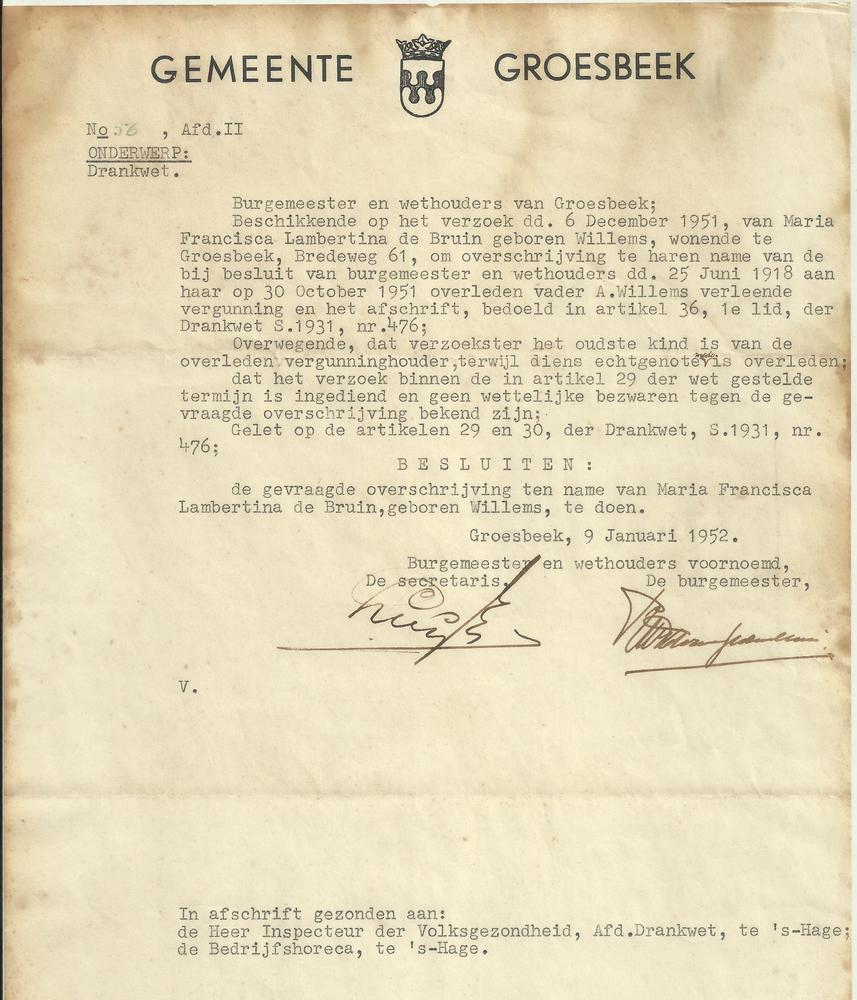 GEMEENTE GROESBEEK
No 56 , Afd.II
ONDERWERP:
Drankwet.
Burgemeester en wethouders van Groesbeek;
Beschikkende op het verzoek dd. 6 December 1951, van Maria
Francisca Lambertina de Bruin geboren Willems, wonende te
Groesbeek, Bredeweg 61, om overschrijving te haren name van de
bij besluit van burgemeester en wethouders dd. 25 Juni 1918 aan
haar op 30 October 1951 overleden vader A.Willems verleende
vergunning en het afschrift, bedoeld in artikel 36, 1e lid, der
Drankwet S.1931, nr.476;
Overwegende, dat verzoekster het oudste kind is van de
overleden vergunninghouder,terwijl diens echtgenote mede is overleden;
dat het verzoek binnen de in artikel 29 der wet gestelde
termijn is ingediend en geen wettelijke bezwaren tegen de ge-
vraagde overschrijving bekend zijn;
Gelet op de artikelen 29 en 30, der Drankwet, S.1931, nr.
476;
B E S L U I T E N :
de gevraagde overschrijving ten name van Maria Francisca
Lambertina de Bruin,geboren Willems, te doen.
Groesbeek, 9 Januari 1952.
Burgemeester en wethouders voornoemd,
De secretaris, De burgemeester,
V.
In afschrift gezonden aan:
de Heer Inspecteur der Volksgezondheid, Afd.Drankwet, te 's-Hage;
de Bedrijfshoreca, te 's-Hage.